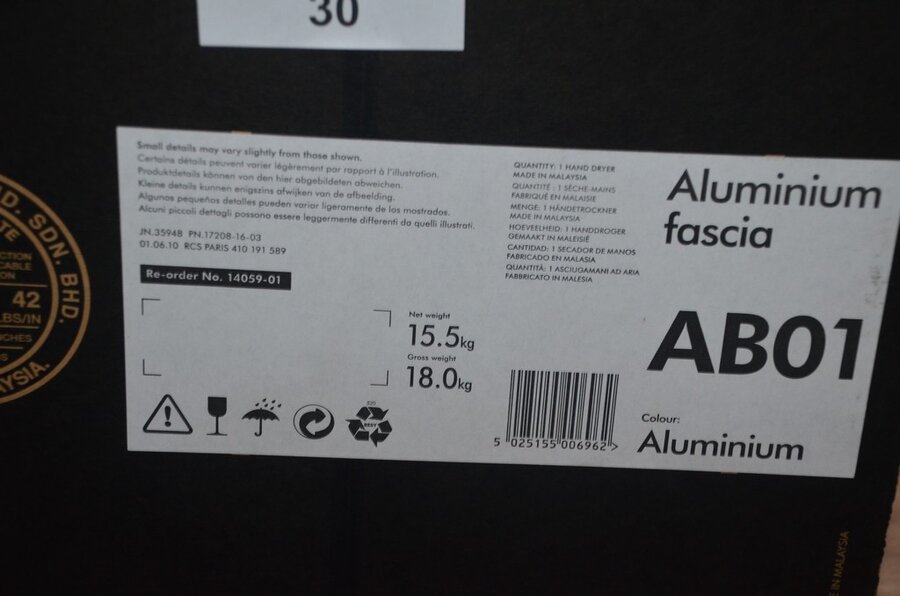 30
Small details may vary slightly from those shown.
Certains détails peuvent varier légèrement par rapport à l'illustration.
Produktdetails können von den hier abgebildeten abweichen.
Kleine details kunnen enigszins afwijken van de afbeelding.
Algunos pequeños detalles pueden variar ligeramente de los mostrados.
Alcuni piccoli dettagli possono essere leggermente differenti da quelli illustrati.
JN.35948 PN.17208-16-03
01.06.10 RCS PARIS 410 191 589
Re-order No. 14059-01
Net weight
15.5kg
Gross weight
18.0kg
QUANTITY: 1 HAND DRYER
MADE IN MALAYSIA
QUANTITÉ : 1 SÈCHE-MAINS
FABRIQUÉ EN MALAISIE
MENGE: 1 HÄNDETROCKNER
MADE IN MALAYSIA
HOEVEELHEID: 1 HANDDROGER
GEMAAKT IN MALEISIË
CANTIDAD: 1 SECADOR DE MANOS
FABRICADO EN MALASIA
QUANTITÀ: 1 ASCIUGAMANI AD ARIA
FABBRICATO IN MALESIA
Aluminium
fascia
AB01
Colour:
Aluminium
5 025155 006962 >
RESY
D. SDN. BHD.
42
LBS/IN
YSIA.
IN MALAYSIA